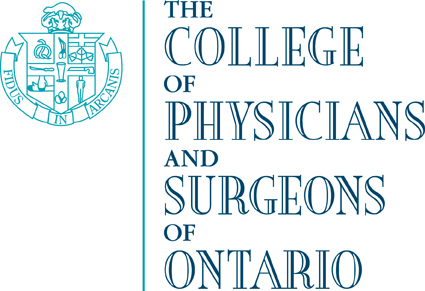 FIDUS IN ARCANIS
THE
COLLEGE
OF
PHYSICIANS
AND
SURGEONS
OF
ONTARIO